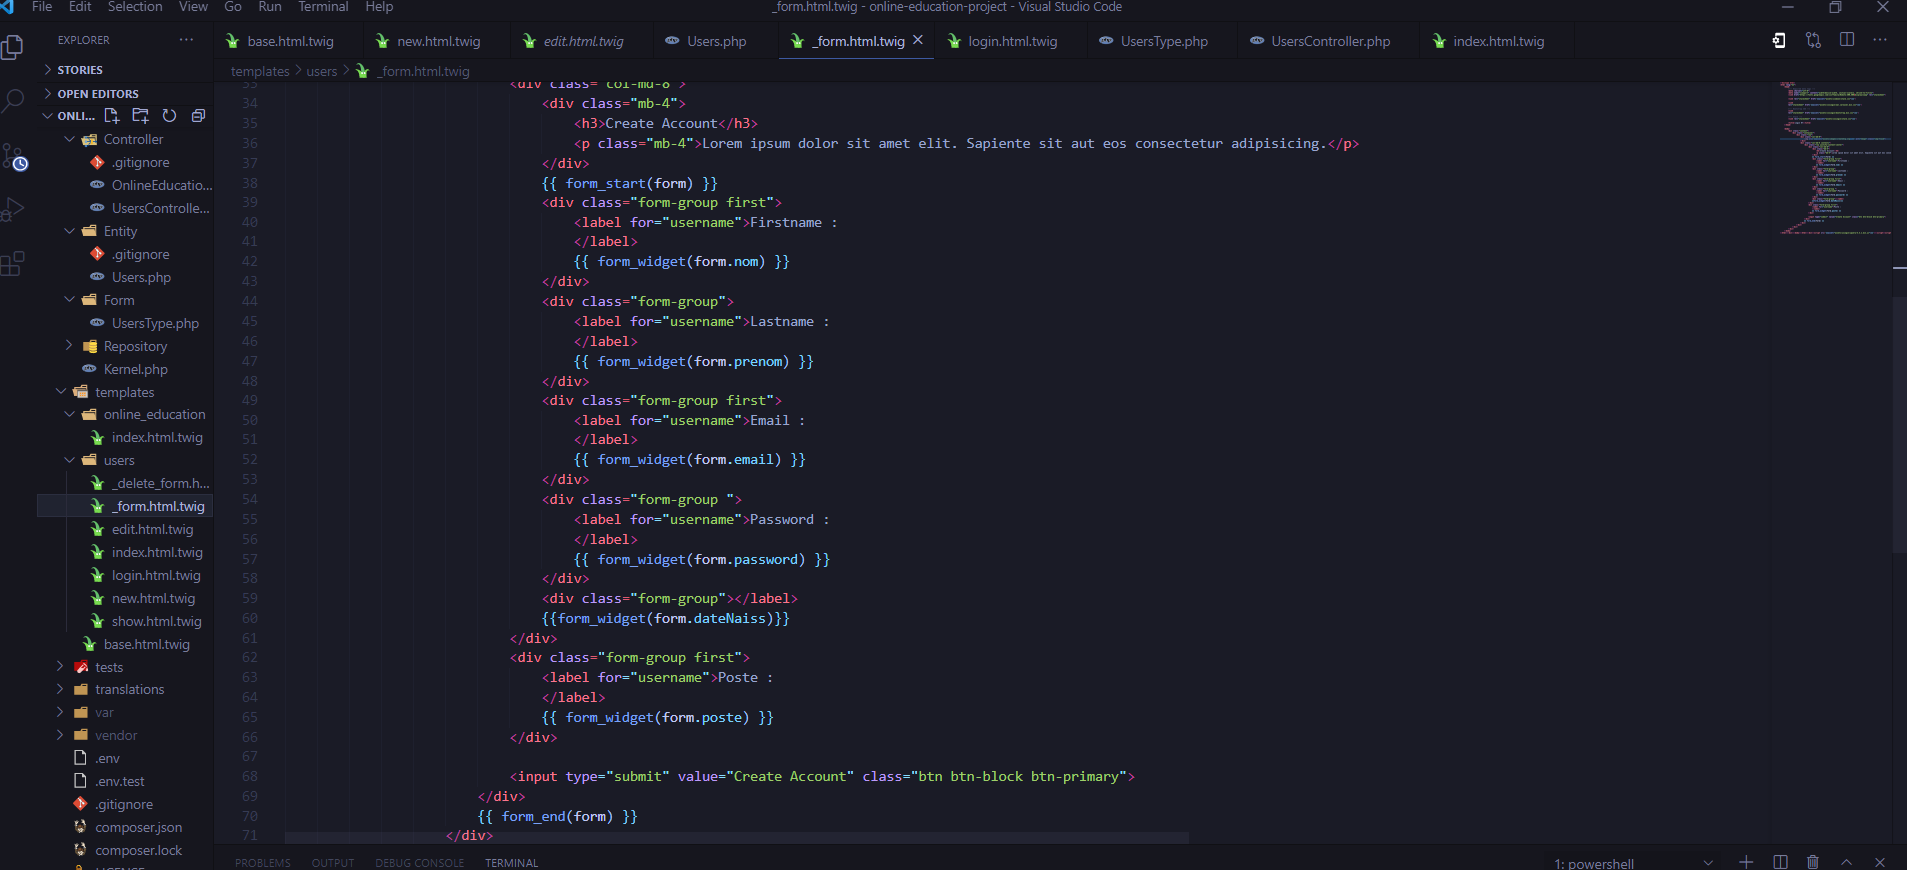 File Edit Selection View Go Run Terminal Help
_form.html.twig - online-education-project - Visual Studio Code
EXPLORER
base.html.twig new.html.twig edit.html.twig Users.php _form.html.twig login.html.twig UsersType.php UsersController.php index.html.twig
templates > users > _form.html.twig
STORIES
OPEN EDITORS
ONLI...
Controller
.gitignore
OnlineEducatio...
UsersControlle...
Entity
.gitignore
Users.php
Form
UsersType.php
Repository
Kernel.php
templates
online_education
index.html.twig
users
_delete_form.h...
_form.html.twig
edit.html.twig
index.html.twig
login.html.twig
new.html.twig
show.html.twig
base.html.twig
tests
translations
var
vendor
.env
.env.test
.gitignore
composer.json
composer.lock
LICENSE
33 <div class="col-md-8">
34 <div class="mb-4">
35 <h3>Create Account</h3>
36 <p class="mb-4">Lorem ipsum dolor sit amet elit. Sapiente sit aut eos consectetur adipisicing.</p>
37 </div>
38 {{ form_start(form) }}
39 <div class="form-group first">
40 <label for="username">Firstname :
41 </label>
42 {{ form_widget(form.nom) }}
43 </div>
44 <div class="form-group">
45 <label for="username">Lastname :
46 </label>
47 {{ form_widget(form.prenom) }}
48 </div>
49 <div class="form-group first">
50 <label for="username">Email :
51 </label>
52 {{ form_widget(form.email) }}
53 </div>
54 <div class="form-group ">
55 <label for="username">Password :
56 </label>
57 {{ form_widget(form.password) }}
58 </div>
59 <div class="form-group"></label>
60 {{form_widget(form.dateNaiss)}}
61 </div>
62 <div class="form-group first">
63 <label for="username">Poste :
64 </label>
65 {{ form_widget(form.poste) }}
66 </div>
67
68 <input type="submit" value="Create Account" class="btn btn-block btn-primary">
69 </div>
70 {{ form_end(form) }}
71 </div>
PROBLEMS OUTPUT DEBUG CONSOLE TERMINAL
1: powershell